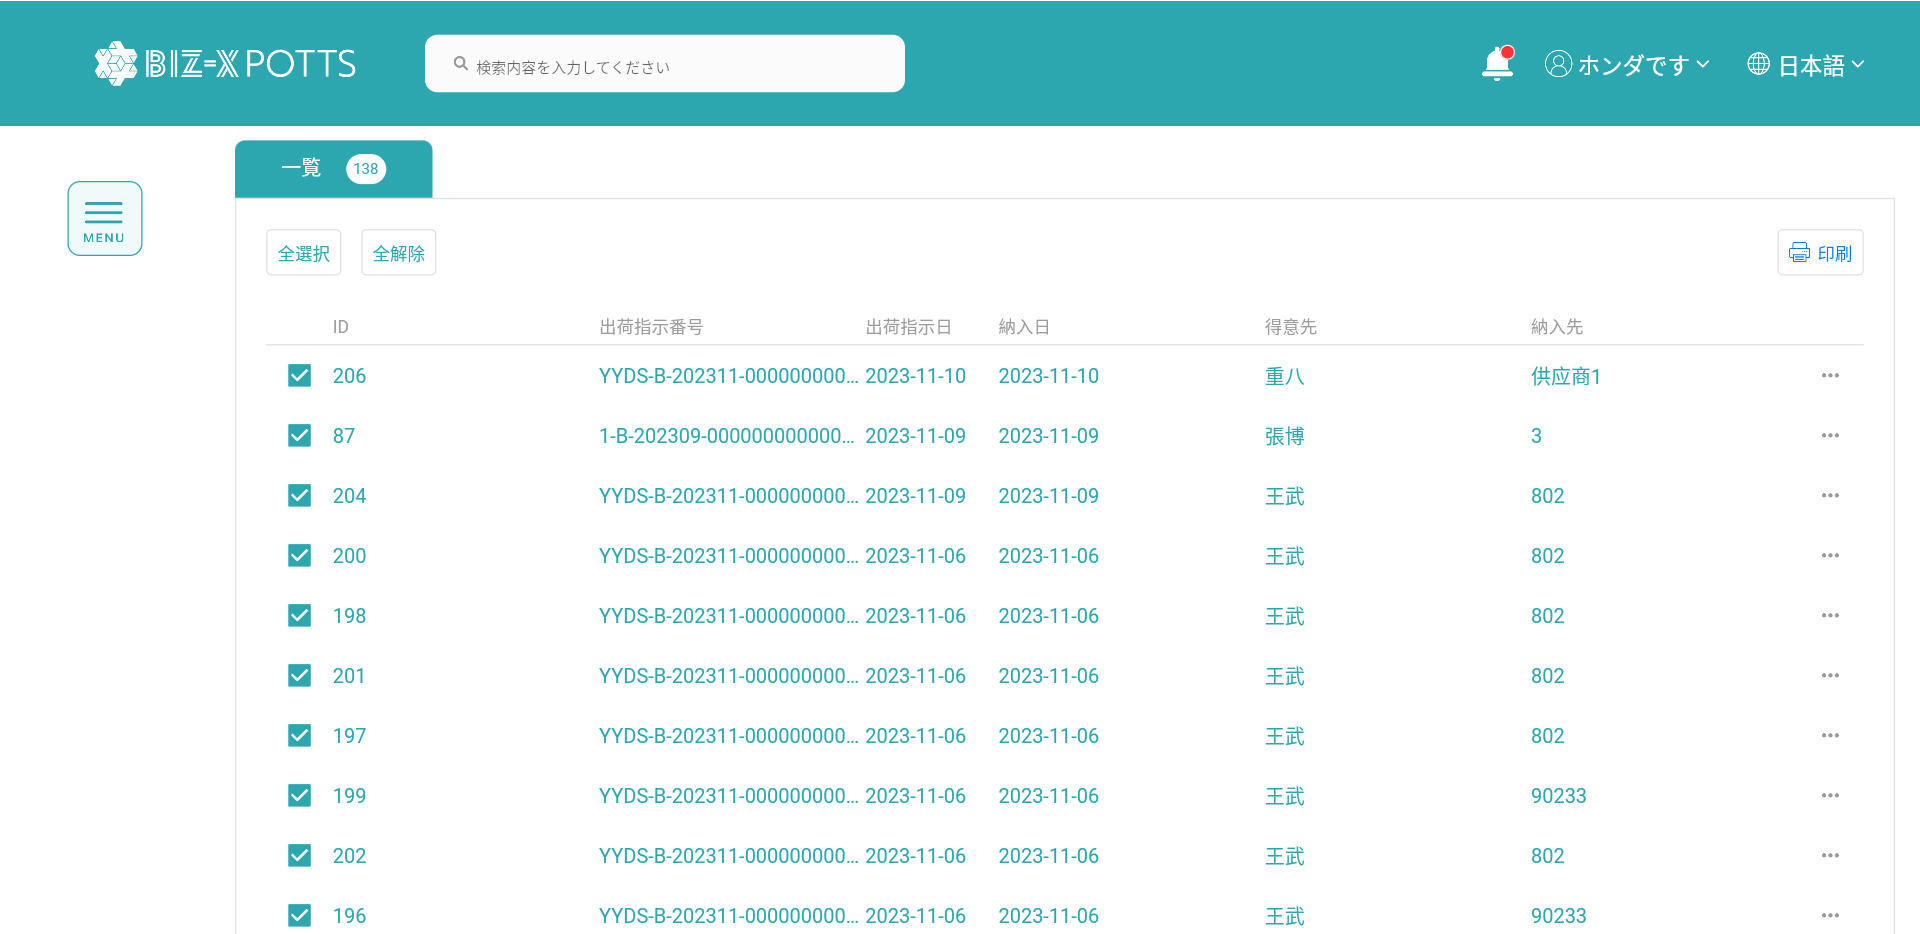 BIZ=X POTTS
検索内容を入力してください
ホンダです
日本語
一覧 138
MENU
全選択 全解除
印刷
ID 出荷指示番号 出荷指示日 納入日 得意先 納入先
206 YYDS-B-202311-000000000... 2023-11-10 2023-11-10 重八 供应商1
87 1-B-202309-000000000000... 2023-11-09 2023-11-09 張博 3
204 YYDS-B-202311-000000000... 2023-11-09 2023-11-09 王武 802
200 YYDS-B-202311-000000000... 2023-11-06 2023-11-06 王武 802
198 YYDS-B-202311-000000000... 2023-11-06 2023-11-06 王武 802
201 YYDS-B-202311-000000000... 2023-11-06 2023-11-06 王武 802
197 YYDS-B-202311-000000000... 2023-11-06 2023-11-06 王武 802
199 YYDS-B-202311-000000000... 2023-11-06 2023-11-06 王武 90233
202 YYDS-B-202311-000000000... 2023-11-06 2023-11-06 王武 802
196 YYDS-B-202311-000000000... 2023-11-06 2023-11-06 王武 90233